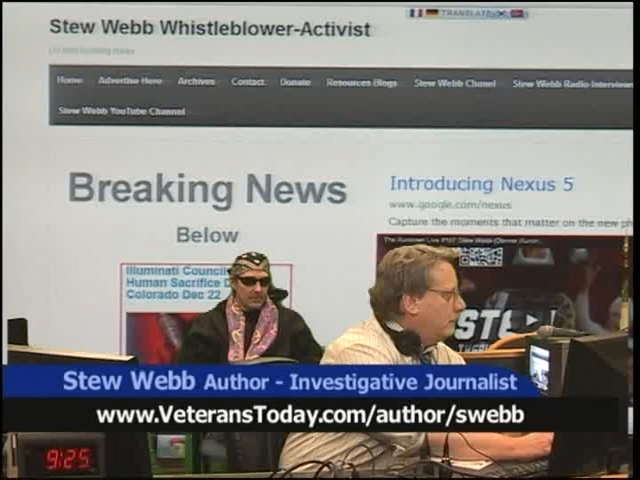 TRANSLATE
Stew Webb Whistleblower-Activist
Home Advertise Here Archives Contact Donate Resources Blogs Stew Webb Chanel Stew Webb Radio Interviews
Stew Webb YouTube Channel
Breaking News
Below
Introducing Nexus 5
www.google.com/nexus
Capture the moments that matter on the new ph
Illuminati Council
Human Sacrifice D
Colorado Dec 22
STE
Stew Webb Author - Investigative Journalist
www.VeteransToday.com/author/swebb
9:25